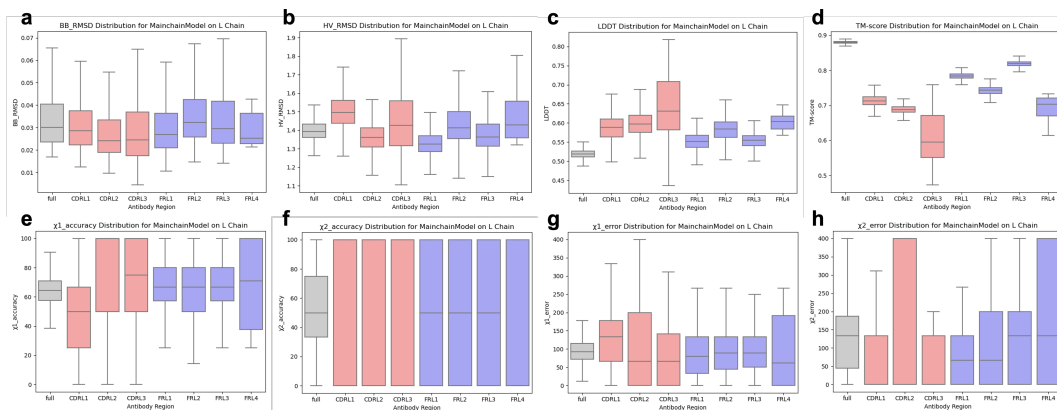 a
BB_RMSD Distribution for MainchainModel on L Chain
BB_RMSD
0.07
0.06
0.05
0.04
0.03
0.02
0.01
full CDRL1 CDRL2 CDRL3 FRL1 FRL2 FRL3 FRL4
Antibody Region
b
HV_RMSD Distribution for MainchainModel on L Chain
HV_RMSD
1.9
1.8
1.7
1.6
1.5
1.4
1.3
1.2
1.1
full CDRL1 CDRL2 CDRL3 FRL1 FRL2 FRL3 FRL4
Antibody Region
c
LDDT Distribution for MainchainModel on L Chain
LDDT
0.80
0.75
0.70
0.65
0.60
0.55
0.50
0.45
full CDRL1 CDRL2 CDRL3 FRL1 FRL2 FRL3 FRL4
Antibody Region
d
TM-score Distribution for MainchainModel on L Chain
TM-score
0.9
0.8
0.7
0.6
0.5
full CDRL1 CDRL2 CDRL3 FRL1 FRL2 FRL3 FRL4
Antibody Region
e
χ1_accuracy Distribution for MainchainModel on L Chain
χ1_accuracy
100
80
60
40
20
0
full CDRL1 CDRL2 CDRL3 FRL1 FRL2 FRL3 FRL4
Antibody Region
f
χ2_accuracy Distribution for MainchainModel on L Chain
χ2_accuracy
100
80
60
40
20
0
full CDRL1 CDRL2 CDRL3 FRL1 FRL2 FRL3 FRL4
Antibody Region
g
χ1_error Distribution for MainchainModel on L Chain
χ1_error
400
350
300
250
200
150
100
50
0
full CDRL1 CDRL2 CDRL3 FRL1 FRL2 FRL3 FRL4
Antibody Region
h
χ2_error Distribution for MainchainModel on L Chain
χ2_error
400
350
300
250
200
150
100
50
0
full CDRL1 CDRL2 CDRL3 FRL1 FRL2 FRL3 FRL4
Antibody Region